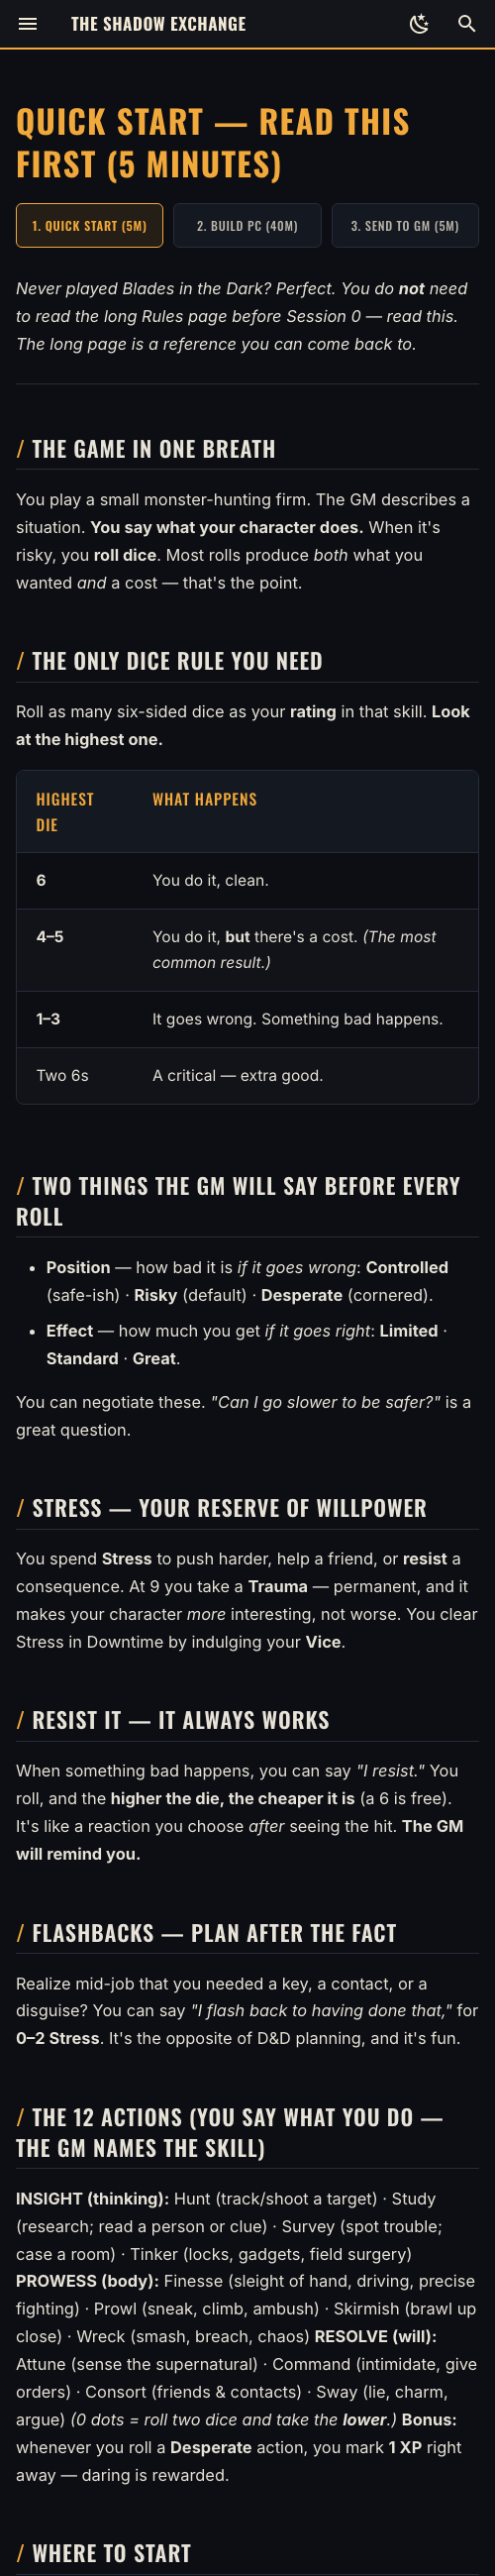 THE SHADOW EXCHANGE
QUICK START — READ THIS
FIRST (5 MINUTES)
1. QUICK START (5M)
2. BUILD PC (40M)
3. SEND TO GM (5M)
Never played Blades in the Dark? Perfect. You do not need
to read the long Rules page before Session 0 — read this.
The long page is a reference you can come back to.
/ THE GAME IN ONE BREATH
You play a small monster-hunting firm. The GM describes a
situation. You say what your character does. When it's
risky, you roll dice. Most rolls produce both what you
wanted and a cost — that's the point.
/ THE ONLY DICE RULE YOU NEED
Roll as many six-sided dice as your rating in that skill. Look
at the highest one.
HIGHEST
DIE
WHAT HAPPENS
6
You do it, clean.
4–5
You do it, but there's a cost. (The most
common result.)
1–3
It goes wrong. Something bad happens.
Two 6s
A critical — extra good.
/ TWO THINGS THE GM WILL SAY BEFORE EVERY
ROLL
• Position — how bad it is if it goes wrong: Controlled
(safe-ish) · Risky (default) · Desperate (cornered).
• Effect — how much you get if it goes right: Limited ·
Standard · Great.
You can negotiate these. "Can I go slower to be safer?" is a
great question.
/ STRESS — YOUR RESERVE OF WILLPOWER
You spend Stress to push harder, help a friend, or resist a
consequence. At 9 you take a Trauma — permanent, and it
makes your character more interesting, not worse. You clear
Stress in Downtime by indulging your Vice.
/ RESIST IT — IT ALWAYS WORKS
When something bad happens, you can say "I resist." You
roll, and the higher the die, the cheaper it is (a 6 is free).
It's like a reaction you choose after seeing the hit. The GM
will remind you.
/ FLASHBACKS — PLAN AFTER THE FACT
Realize mid-job that you needed a key, a contact, or a
disguise? You can say "I flash back to having done that," for
0–2 Stress. It's the opposite of D&D planning, and it's fun.
/ THE 12 ACTIONS (YOU SAY WHAT YOU DO —
THE GM NAMES THE SKILL)
INSIGHT (thinking): Hunt (track/shoot a target) · Study
(research; read a person or clue) · Survey (spot trouble;
case a room) · Tinker (locks, gadgets, field surgery)
PROWESS (body): Finesse (sleight of hand, driving, precise
fighting) · Prowl (sneak, climb, ambush) · Skirmish (brawl up
close) · Wreck (smash, breach, chaos) RESOLVE (will):
Attune (sense the supernatural) · Command (intimidate, give
orders) · Consort (friends & contacts) · Sway (lie, charm,
argue) (0 dots = roll two dice and take the lower.) Bonus:
whenever you roll a Desperate action, you mark 1 XP right
away — daring is rewarded.
/ WHERE TO START